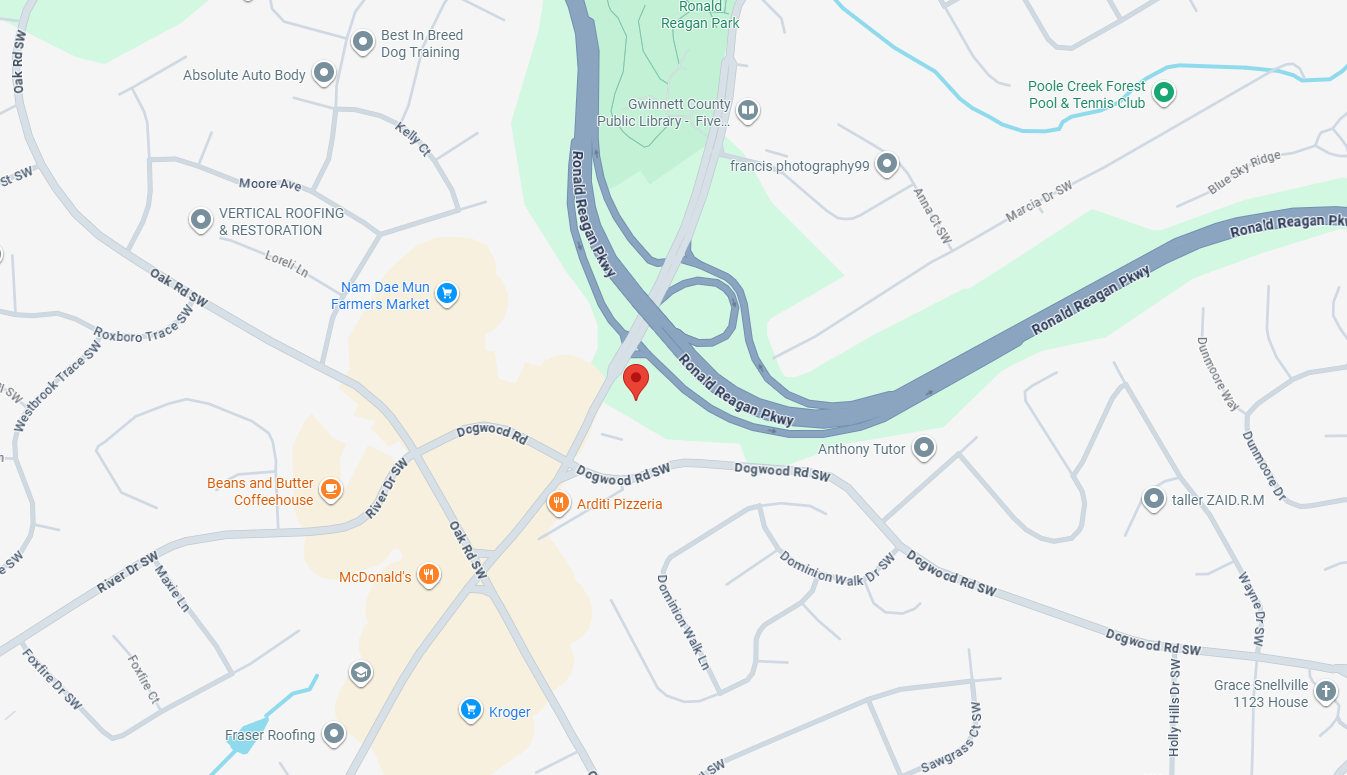 Ronald
Reagan Park
Oak Rd SW
Best In Breed
Dog Training
Absolute Auto Body
Gwinnett County
Public Library - Five...
Poole Creek Forest
Pool & Tennis Club
Kelly Ct
francis photography99
Blue Sky Ridge
St SW
Moore Ave
Ronald Reagan Pkwy
Anna Ct SW
Marcia Dr SW
VERTICAL ROOFING
& RESTORATION
Ronald Reagan Pkw
Loreli Ln
Oak Rd SW
Nam Dae Mun
Farmers Market
Ronald Reagan Pkwy
Roxboro Trace SW
Westbrook Trace SW
SW
Ronald Reagan Pkwy
Dunmoore Way
Dogwood Rd
Anthony Tutor
Dogwood Rd SW
Dogwood Rd SW
Dunmoore Dr
Beans and Butter
Coffeehouse
River Dr SW
Arditi Pizzeria
taller ZAID.R.M
Oak Rd SW
e SW
River Dr SW
Maxie Ln
McDonald's
Dominion Walk Dr SW
Dogwood Rd SW
Dominion Walk Ln
Wayne Dr SW
Foxfire Dr SW
Foxfire Ct
Dogwood Rd SW
Holly Hills Dr SW
Grace Snellville
1123 House
Kroger
Fraser Roofing
Sawgrass Ct SW
SW